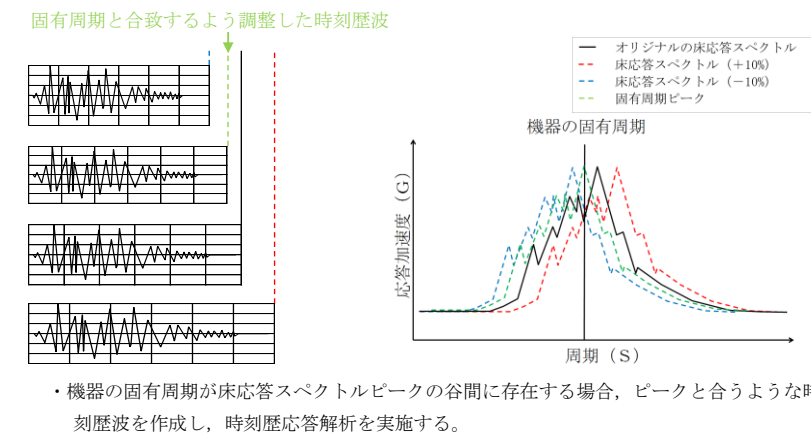 固有周期と合致するよう調整した時刻歴波
オリジナルの床応答スペクトル
床応答スペクトル（＋10%）
床応答スペクトル（－10%）
固有周期ピーク
機器の固有周期
応答加速度（G）
周期（S）
・機器の固有周期が床応答スペクトルピークの谷間に存在する場合，ピークと合うような時
刻歴波を作成し，時刻歴応答解析を実施する。